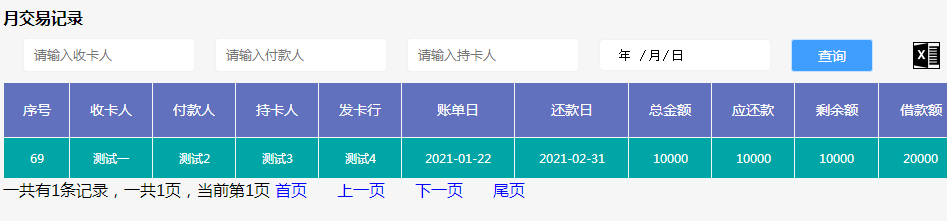 月交易记录
请输入收卡人 请输入付款人 请输入持卡人 年 /月/日 查询
序号 收卡人 付款人 持卡人 发卡行 账单日 还款日 总金额 应还款 剩余额 借款额
69 测试一 测试2 测试3 测试4 2021-01-22 2021-02-31 10000 10000 10000 20000
一共有1条记录，一共1页，当前第1页 首页 上一页 下一页 尾页